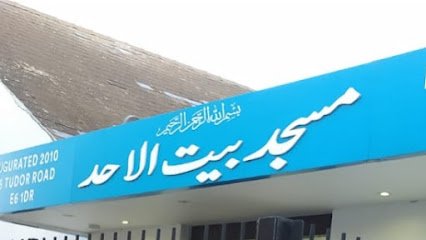 بسم الله الرحمن الرحيم
مسجد بيت الاحد
UGURATED 2010
TUDOR ROAD
E6 1DR